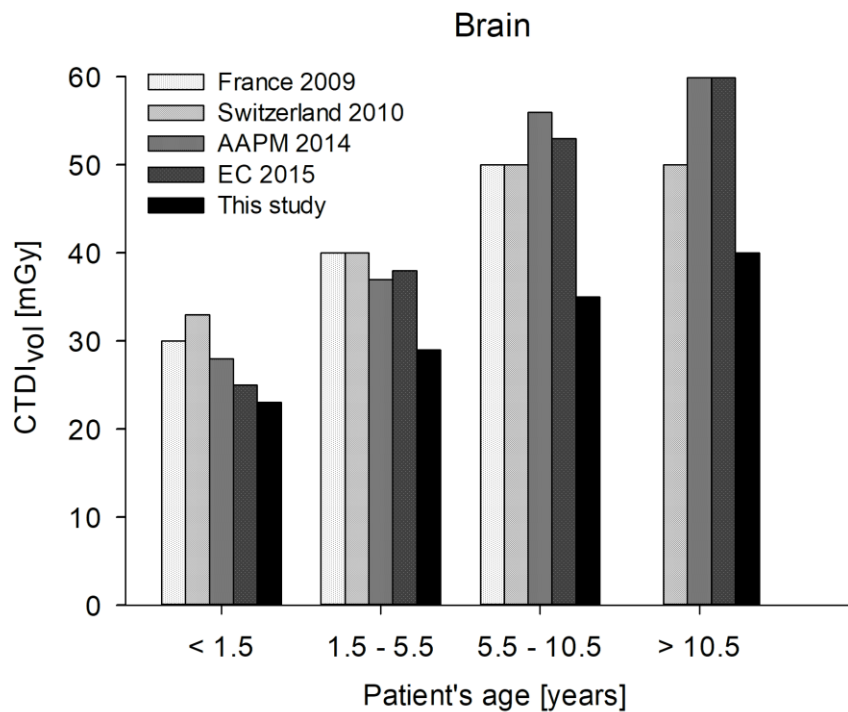 Brain
60
50
40
30
20
10
0
CTDIvol [mGy]
France 2009
Switzerland 2010
AAPM 2014
EC 2015
This study
< 1.5
1.5 - 5.5
5.5 - 10.5
> 10.5
Patient's age [years]